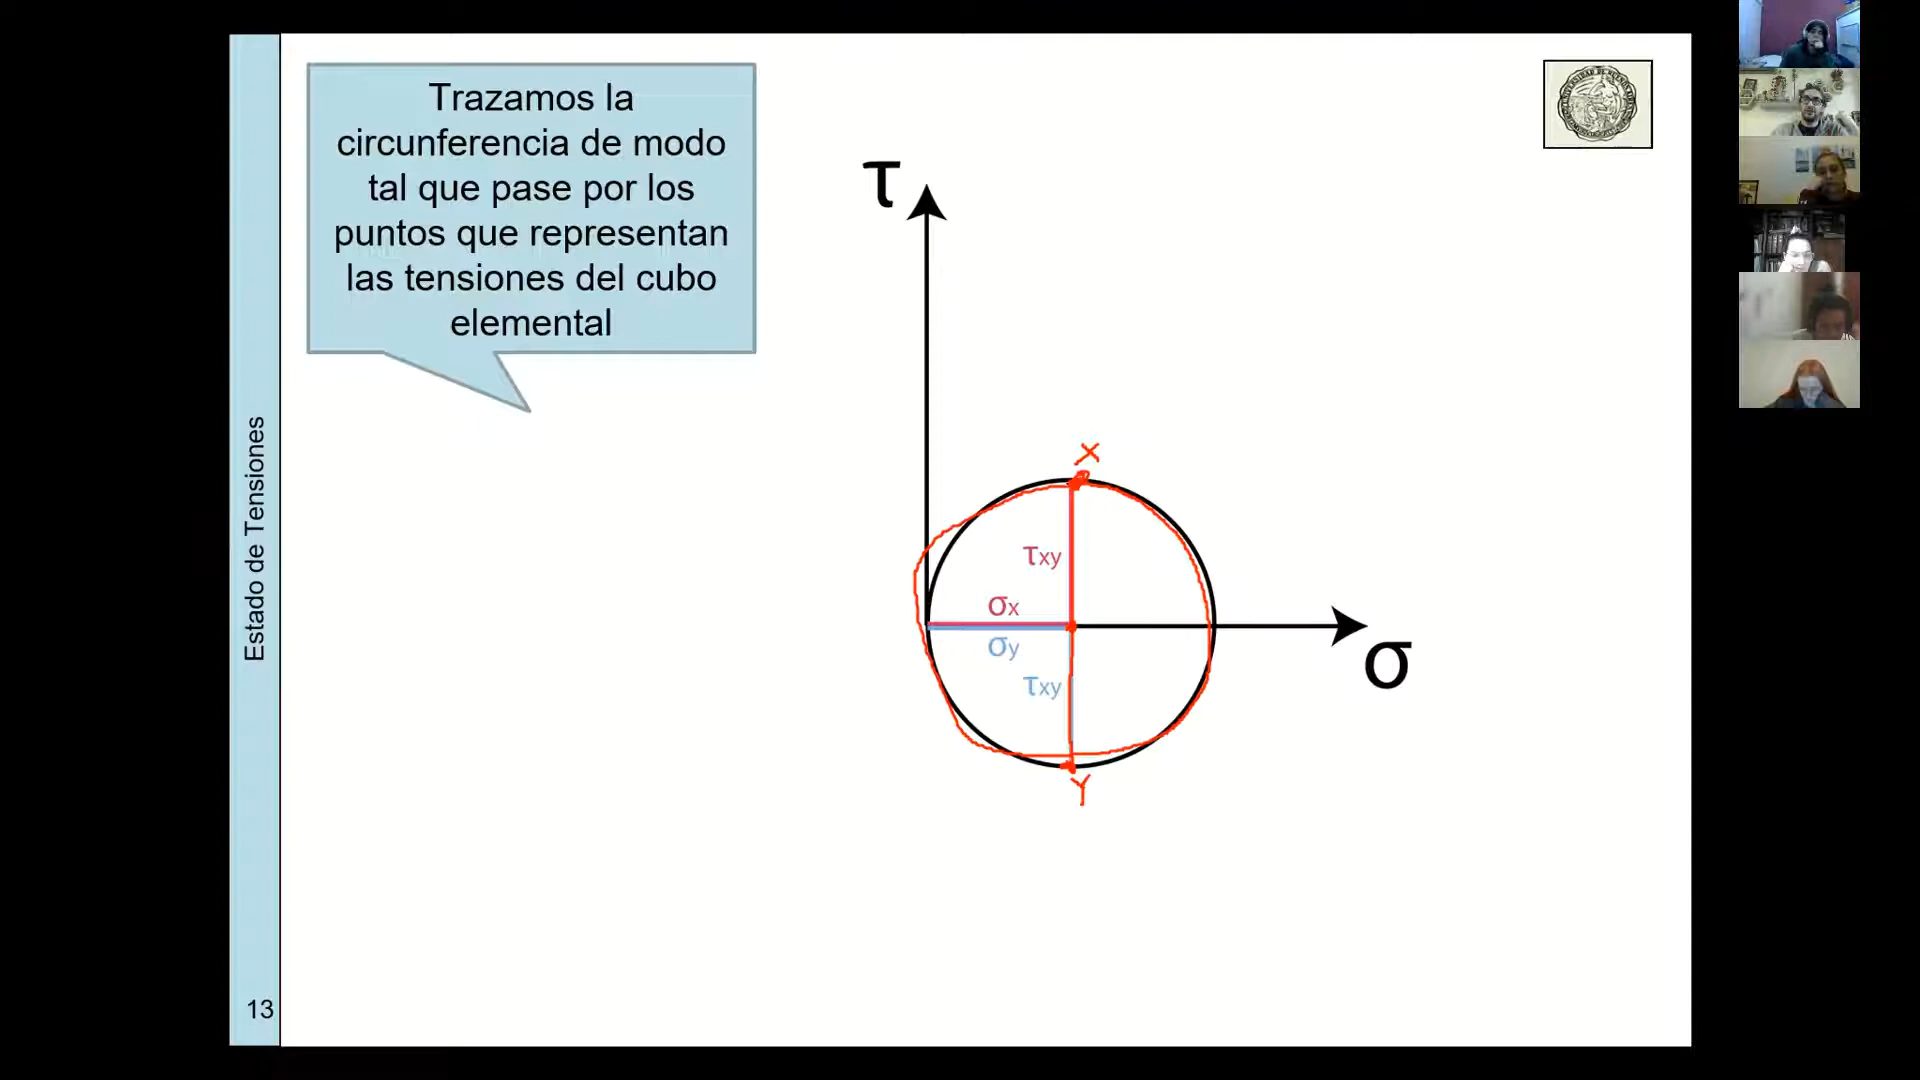 Trazamos la
circunferencia de modo
tal que pase por los
puntos que representan
las tensiones del cubo
elemental
τ
X
τxy
σx
σy
τxy
σ
Y
Estado de Tensiones
13